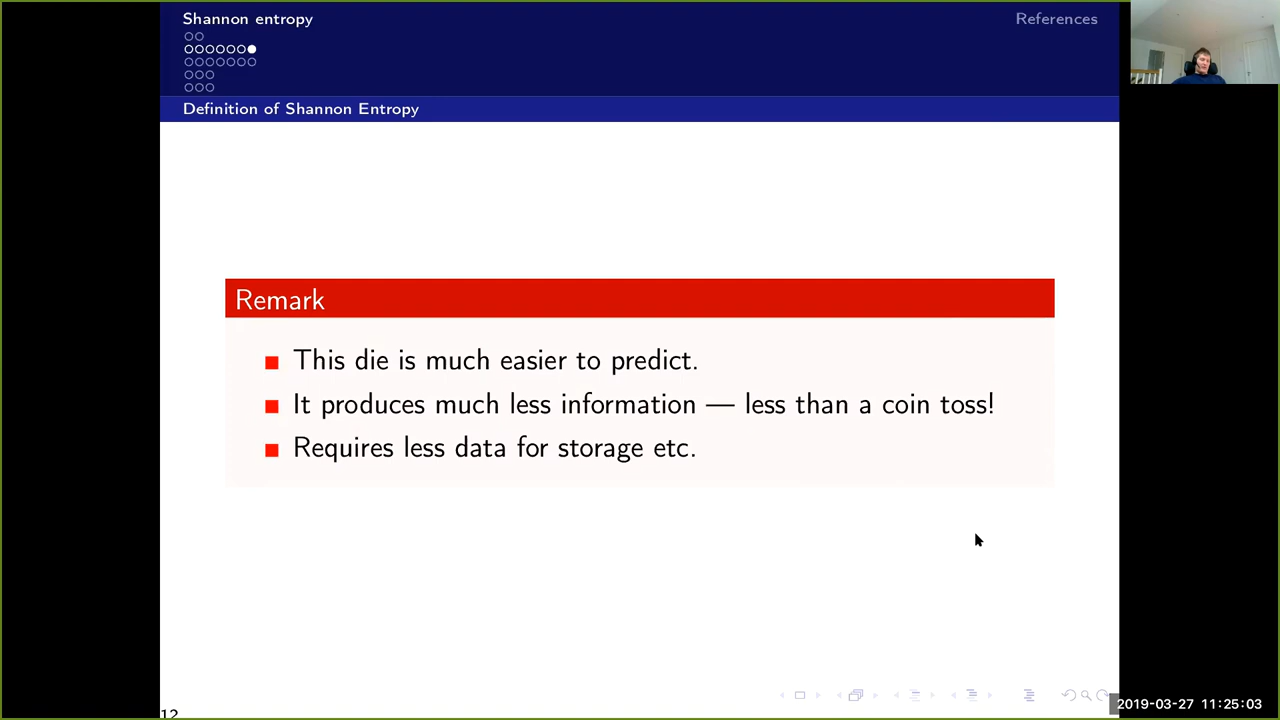 Shannon entropy
References
Definition of Shannon Entropy
Remark
This die is much easier to predict.
It produces much less information — less than a coin toss!
Requires less data for storage etc.
12
2019-03-27 11:25:03